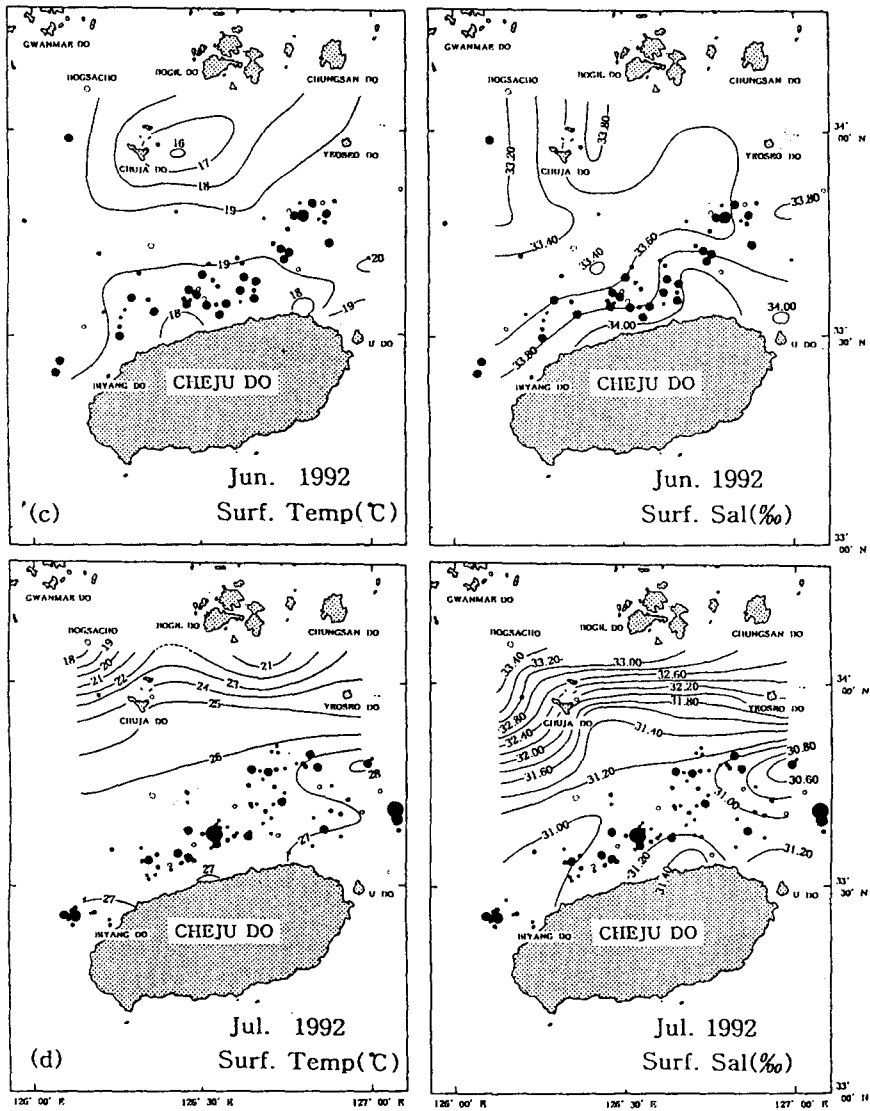 GWANMAR DO
BOGSACHO
BOGIL DO
CHUNGSAN DO
16
17
CHUJA DO
18
19
YEOSEO DO
20
19
18
18
19
U DO
BIYANG DO
CHEJU DO
Jun. 1992
(c)
Surf. Temp(℃)
GWANMAR DO
BOGSACHO
BOGIL DO
CHUNGSAN DO
34°
00' N
33.80
33.20
CHUJA DO
YEOSEO DO
33.80
33.40
33.40
33.60
34.00
34.00
33.80
33°
30' N
U DO
BIYANG DO
CHEJU DO
Jun. 1992
Surf. Sal(‰)
33°
00' N
GWANMAR DO
BOGSACHO
BOGIL DO
CHUNGSAN DO
18
19
20
21
22
21
23
24
25
CHUJA DO
YEOSEO DO
26
28
27
27
27
U DO
BIYANG DO
CHEJU DO
Jul. 1992
(d)
Surf. Temp(℃)
126° 00' E
126° 30' E
127° 00' E
GWANMAR DO
BOGSACHO
BOGIL DO
CHUNGSAN DO
33.40
33.20
33.00
32.60
32.20
31.80
34°
00' N
YEOSEO DO
CHUJA DO
32.80
32.40
32.00
31.60
31.40
31.20
30.80
30.60
31.00
31.00
31.20
31.40
31.20
33°
30' N
U DO
BIYANG DO
CHEJU DO
Jul. 1992
Surf. Sal(‰)
33°
00' N
126° 00' E
126° 30' E
127° 00' E